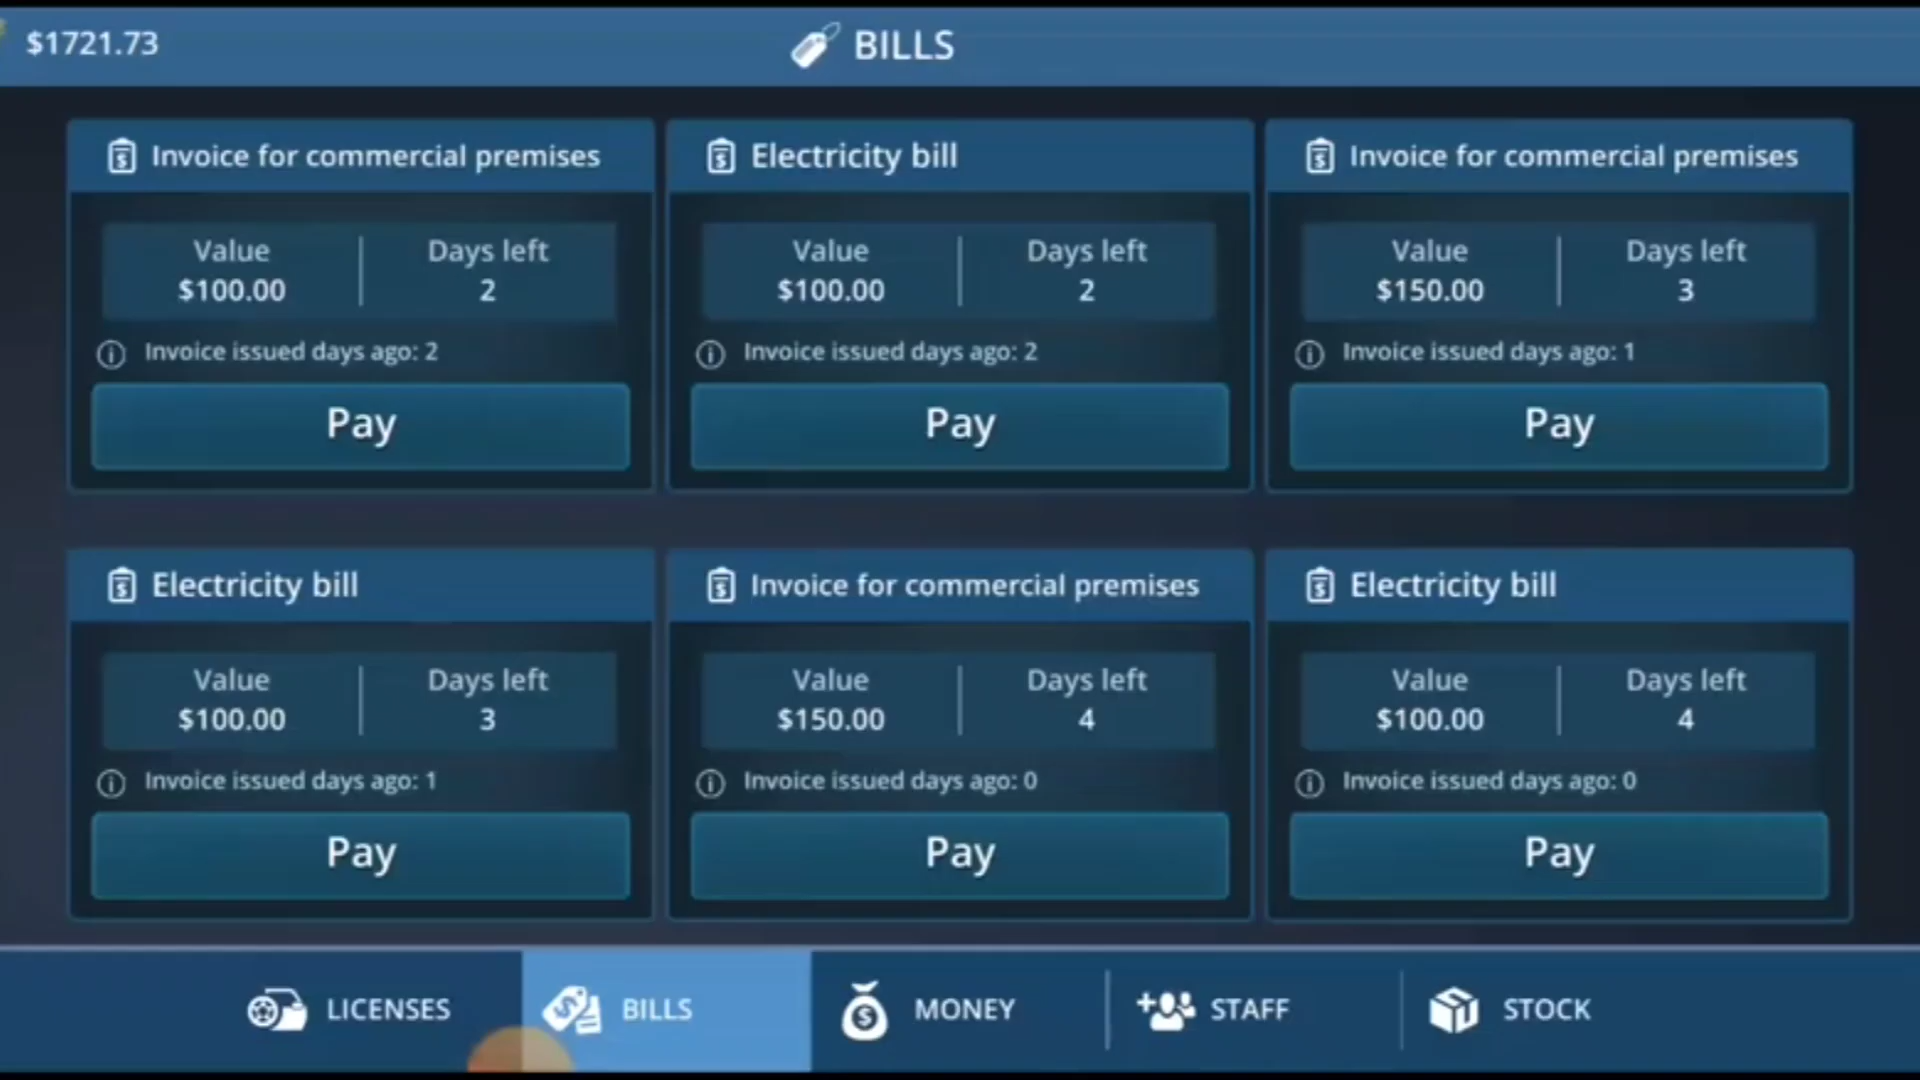 $1721.73
BILLS
Invoice for commercial premises
Value
$100.00
Days left
2
Invoice issued days ago: 2
Pay
Electricity bill
Value
$100.00
Days left
2
Invoice issued days ago: 2
Pay
Invoice for commercial premises
Value
$150.00
Days left
3
Invoice issued days ago: 1
Pay
Electricity bill
Value
$100.00
Days left
3
Invoice issued days ago: 1
Pay
Invoice for commercial premises
Value
$150.00
Days left
4
Invoice issued days ago: 0
Pay
Electricity bill
Value
$100.00
Days left
4
Invoice issued days ago: 0
Pay
LICENSES
BILLS
MONEY
STAFF
STOCK